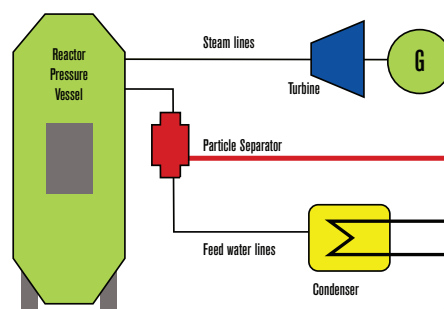 Reactor
Pressure
Vessel
Steam lines
Turbine
G
Particle Separator
Feed water lines
Condenser